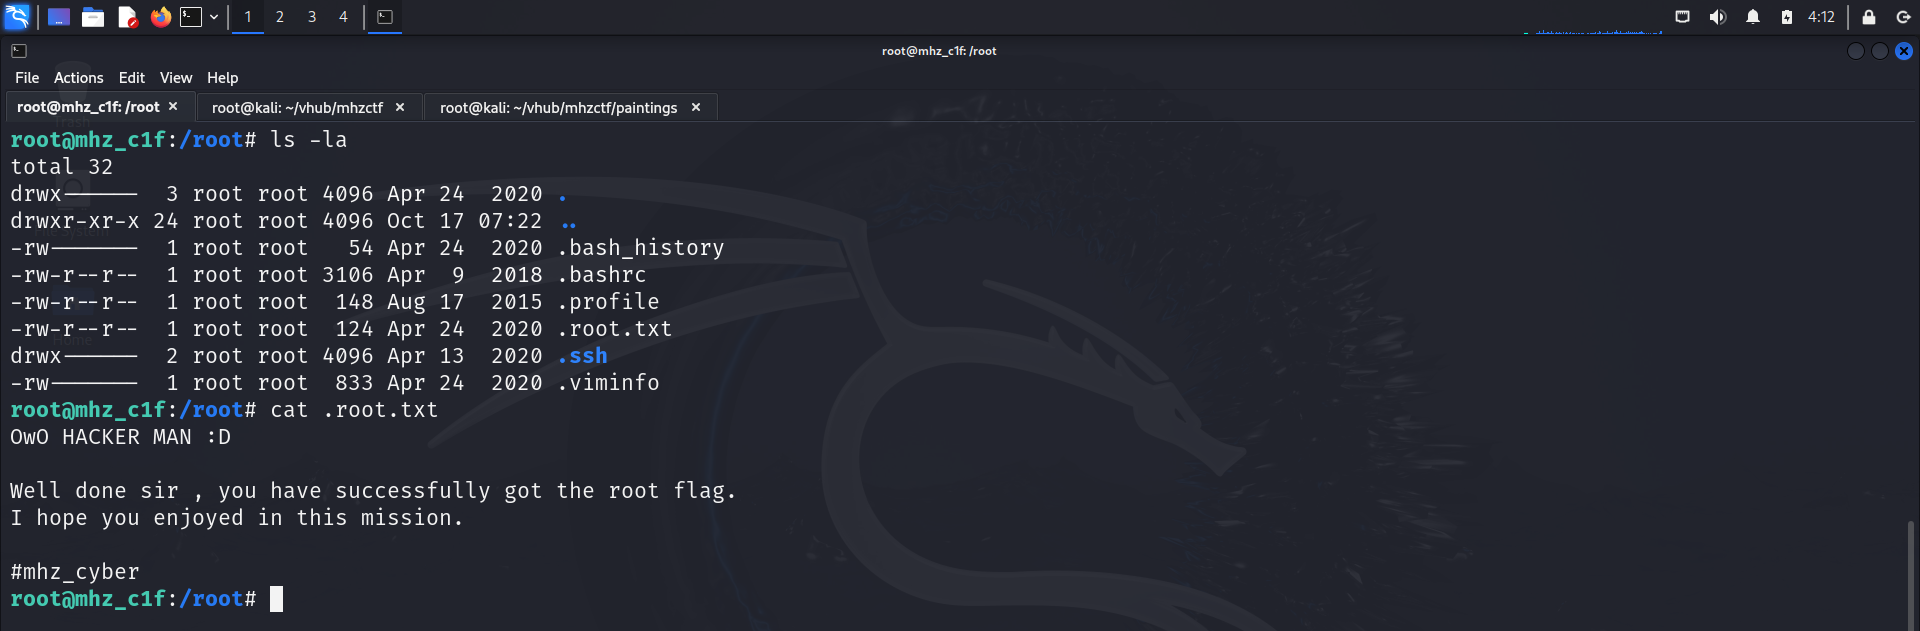 1 2 3 4 4:12
root@mhz_c1f: /root
File Actions Edit View Help
root@mhz_c1f: /root × root@kali: ~/vhub/mhzctf × root@kali: ~/vhub/mhzctf/paintings ×
root@mhz_c1f:/root# ls -la
total 32
drwx------ 3 root root 4096 Apr 24 2020 .
drwxr-xr-x 24 root root 4096 Oct 17 07:22 ..
-rw------- 1 root root 54 Apr 24 2020 .bash_history
-rw-r--r-- 1 root root 3106 Apr 9 2018 .bashrc
-rw-r--r-- 1 root root 148 Aug 17 2015 .profile
-rw-r--r-- 1 root root 124 Apr 24 2020 .root.txt
Home
drwx------ 2 root root 4096 Apr 13 2020 .ssh
-rw------- 1 root root 833 Apr 24 2020 .viminfo
root@mhz_c1f:/root# cat .root.txt
OwO HACKER MAN :D
Well done sir , you have successfully got the root flag.
I hope you enjoyed in this mission.
#mhz_cyber
root@mhz_c1f:/root#